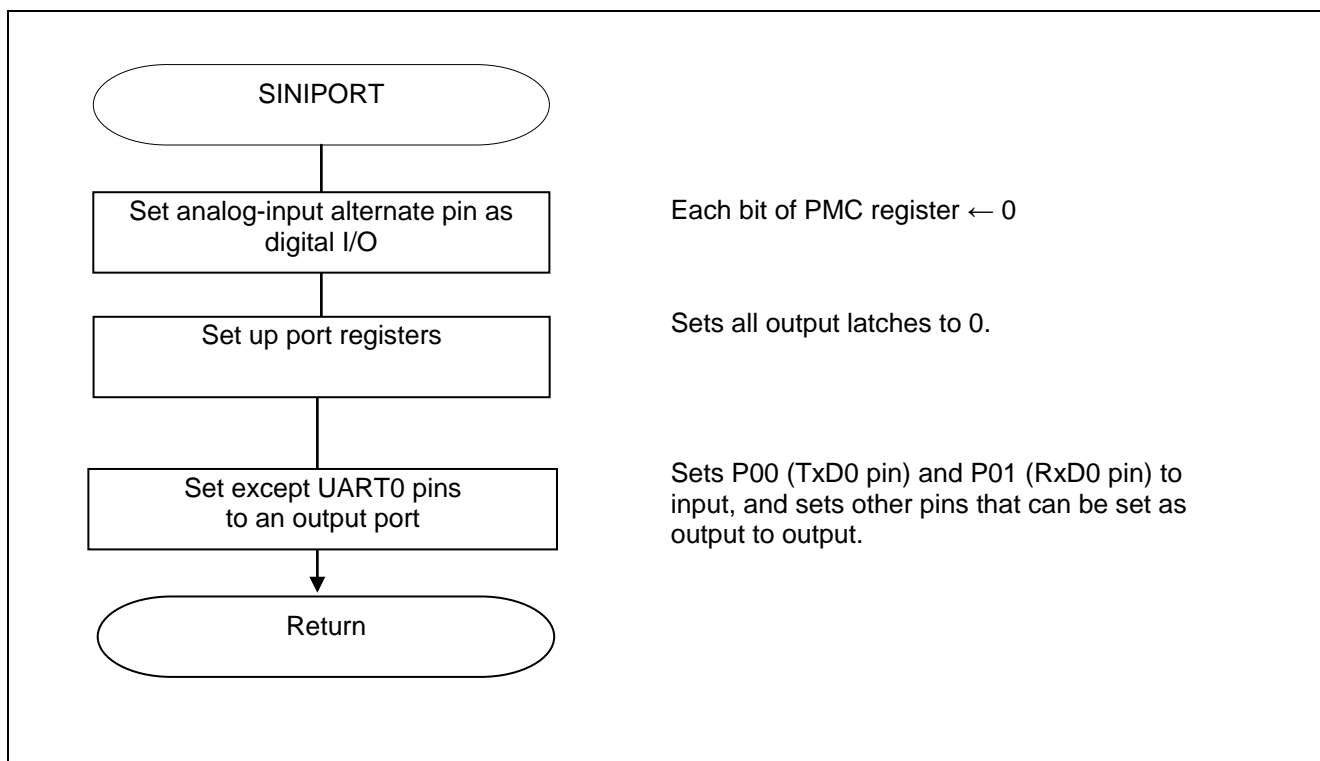 SINIPORT
Set analog-input alternate pin as
digital I/O
Each bit of PMC register ← 0
Set up port registers
Sets all output latches to 0.
Set except UART0 pins
to an output port
Sets P00 (TxD0 pin) and P01 (RxD0 pin) to
input, and sets other pins that can be set as
output to output.
Return